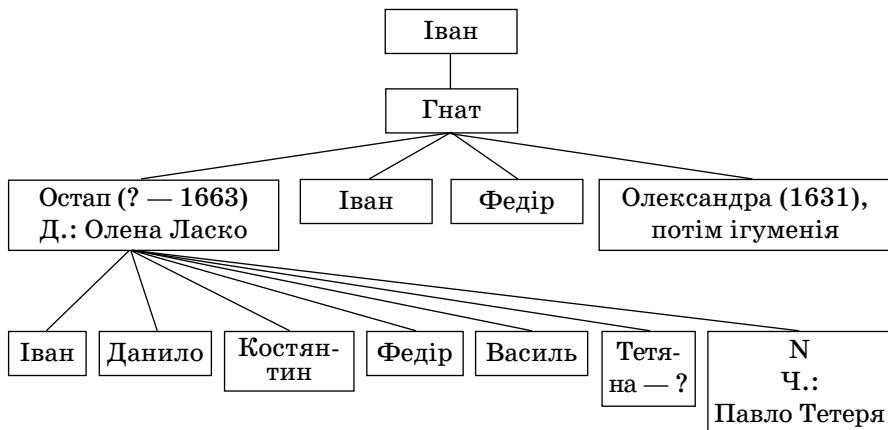 Іван
Гнат
Остап (? — 1663)
Д.: Олена Ласко
Іван
Федір
Олександра (1631),
потім ігуменія
Іван
Данило
Костян-
тин
Федір
Василь
Тетя-
на — ?
N
Ч.:
Павло Тетеря